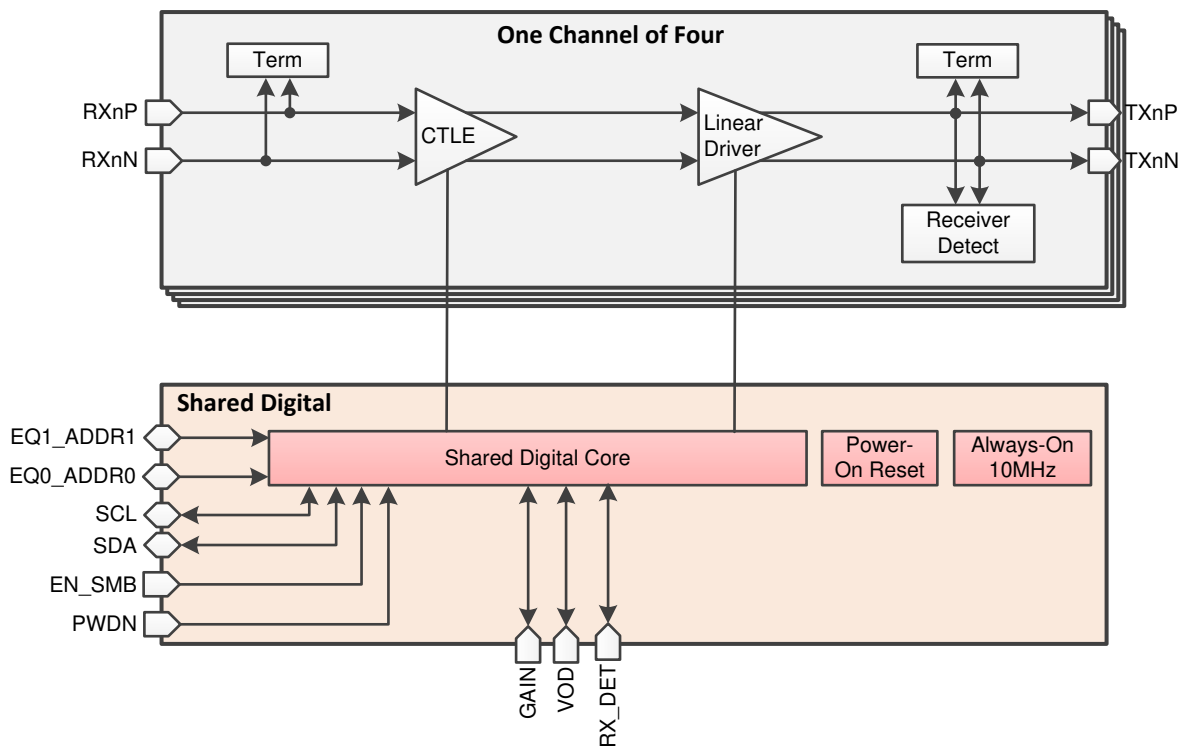 One Channel of Four
Term
Term
RXnP
TXnP
CTLE
Linear
Driver
RXnN
TXnN
Receiver
Detect
Shared Digital
EQ1_ADDR1
EQ0_ADDR0
Shared Digital Core
Power-
On Reset
Always-On
10MHz
SCL
SDA
EN_SMB
PWDN
GAIN
VOD
RX_DET